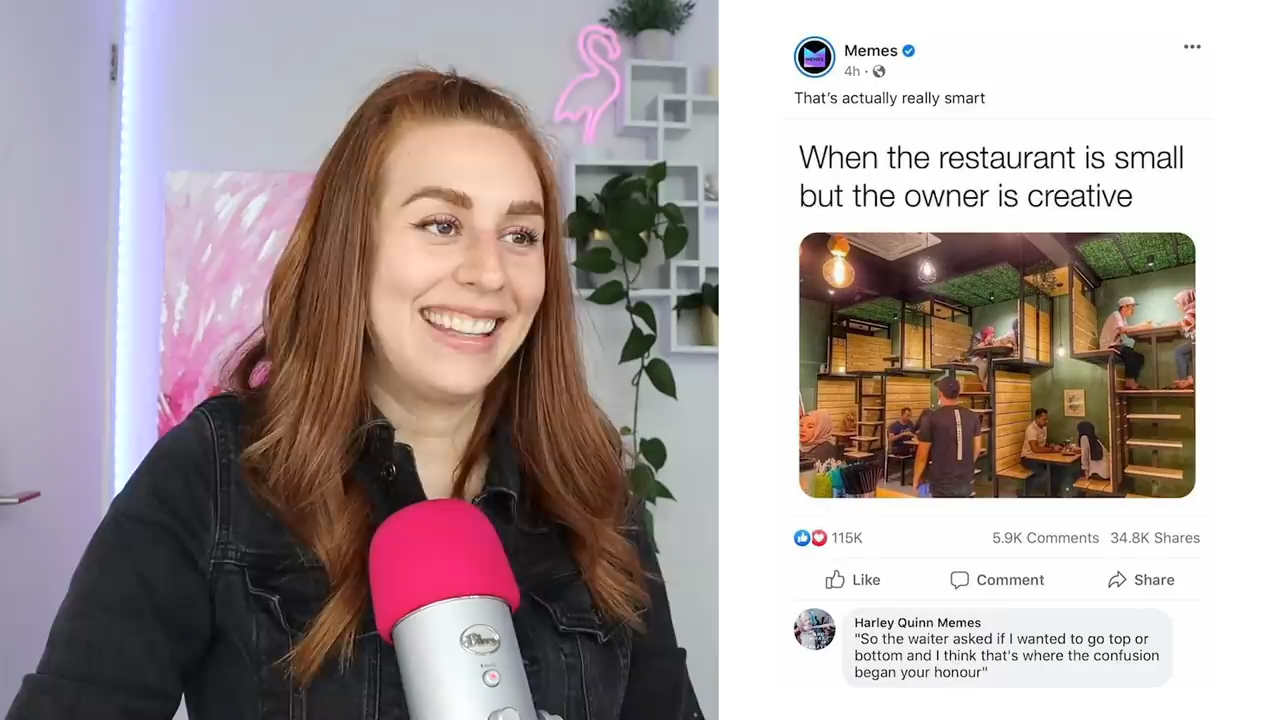 Memes
4h ·
That's actually really smart
When the restaurant is small
but the owner is creative
115K
5.9K Comments 34.8K Shares
Like Comment Share
Harley Quinn Memes
"So the waiter asked if I wanted to go top or
bottom and I think that's where the confusion
began your honour"
Blue
MEMES